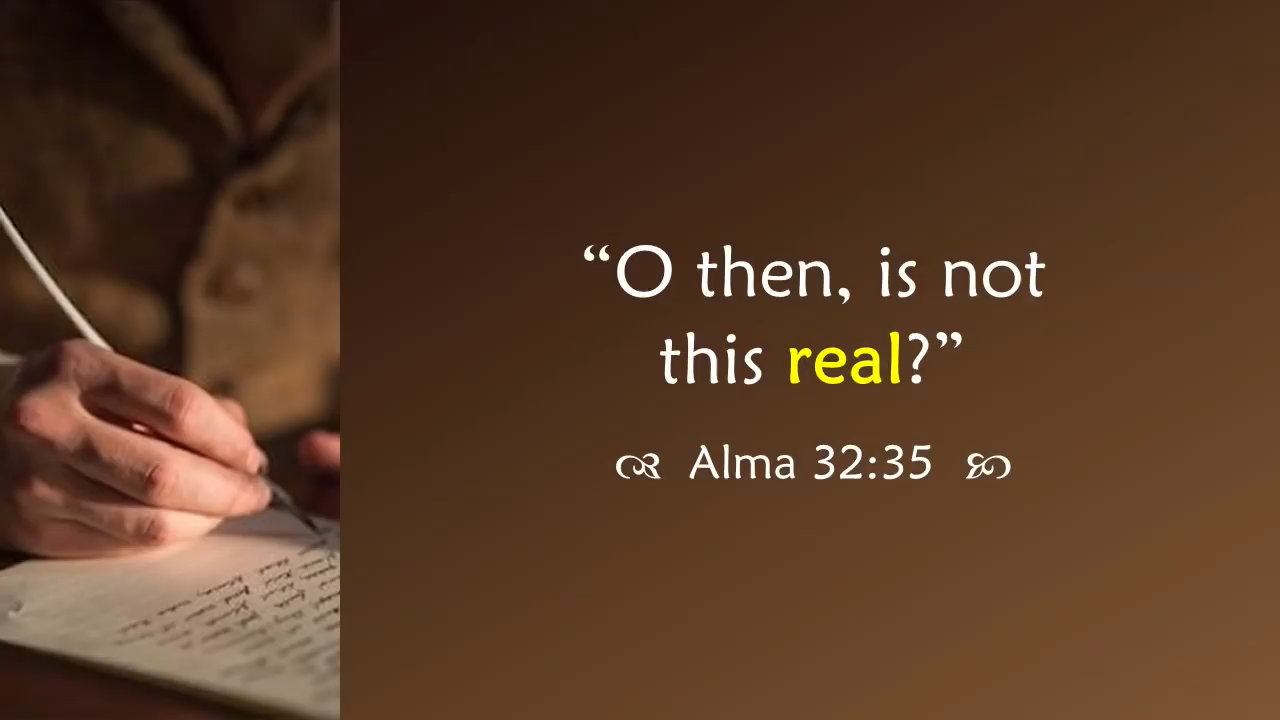 “O then, is not
this real?”
Alma 32:35